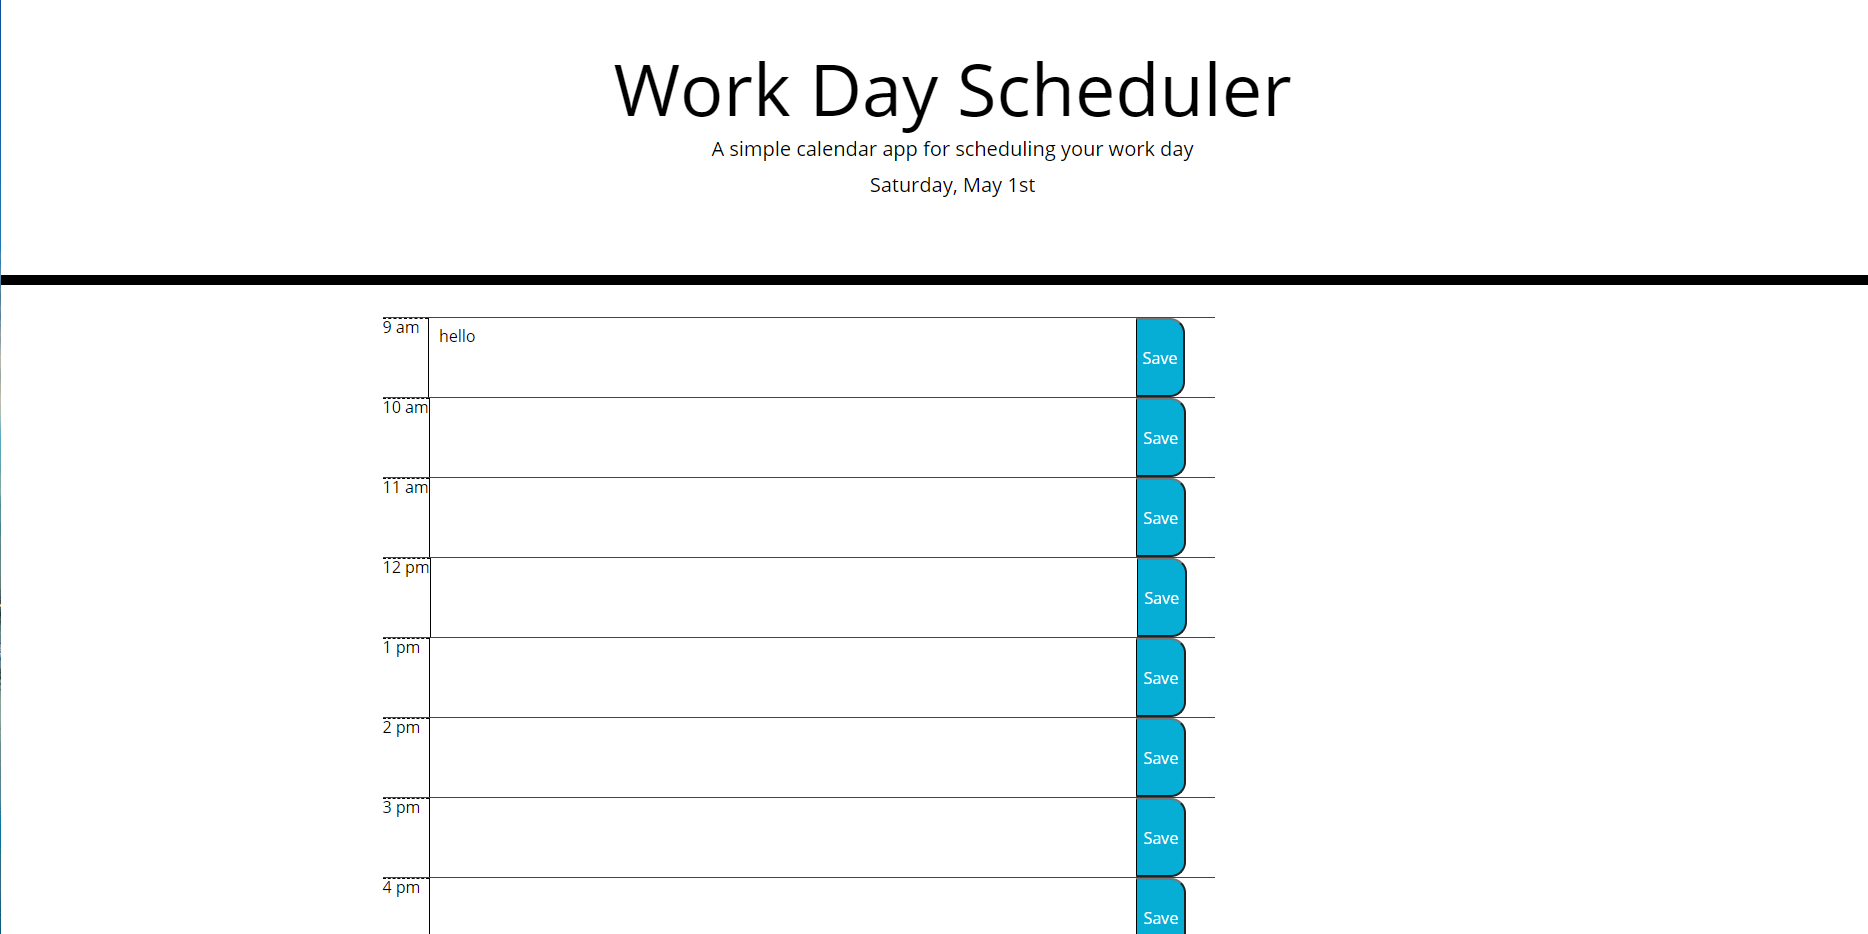 Work Day Scheduler
A simple calendar app for scheduling your work day
Saturday, May 1st
9 am hello Save
10 am Save
11 am Save
12 pm Save
1 pm Save
2 pm Save
3 pm Save
4 pm Save